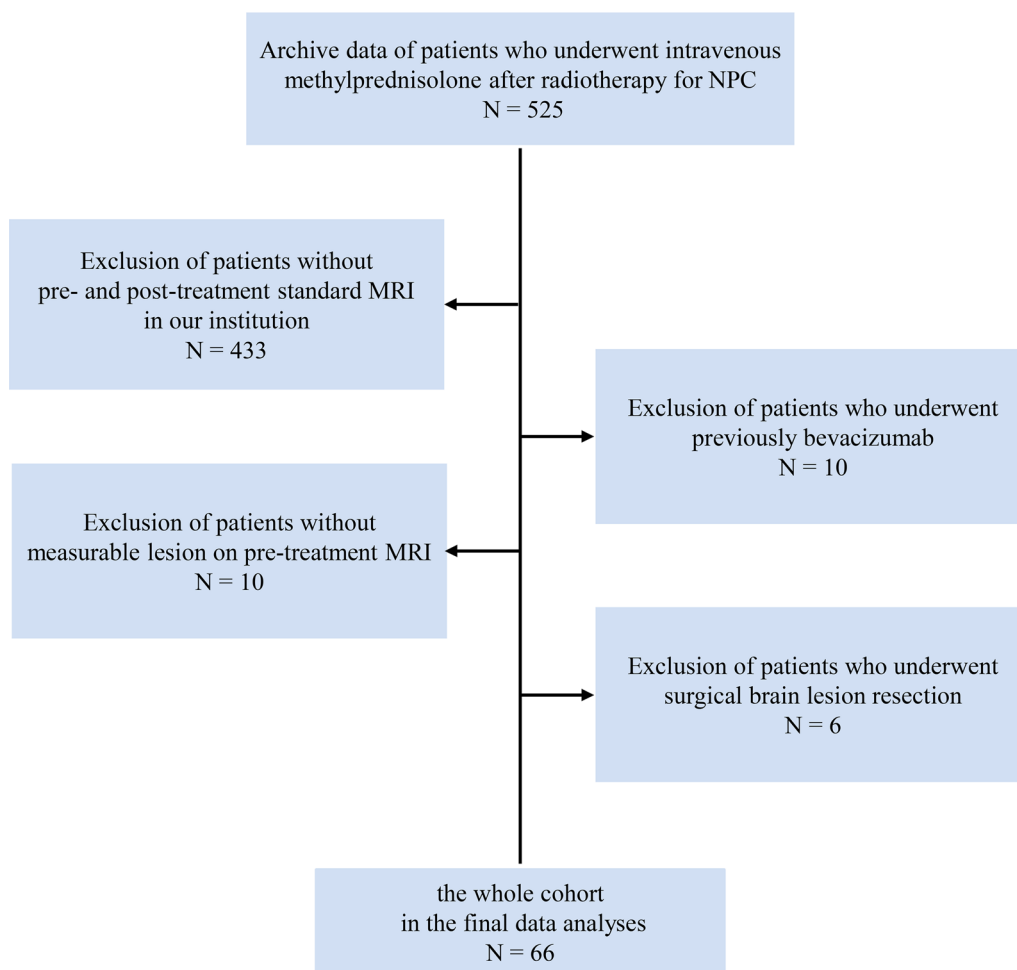 Archive data of patients who underwent intravenous
methylprednisolone after radiotherapy for NPC
N = 525
Exclusion of patients without
pre- and post-treatment standard MRI
in our institution
N = 433
Exclusion of patients who underwent
previously bevacizumab
N = 10
Exclusion of patients without
measurable lesion on pre-treatment MRI
N = 10
Exclusion of patients who underwent
surgical brain lesion resection
N = 6
the whole cohort
in the final data analyses
N = 66